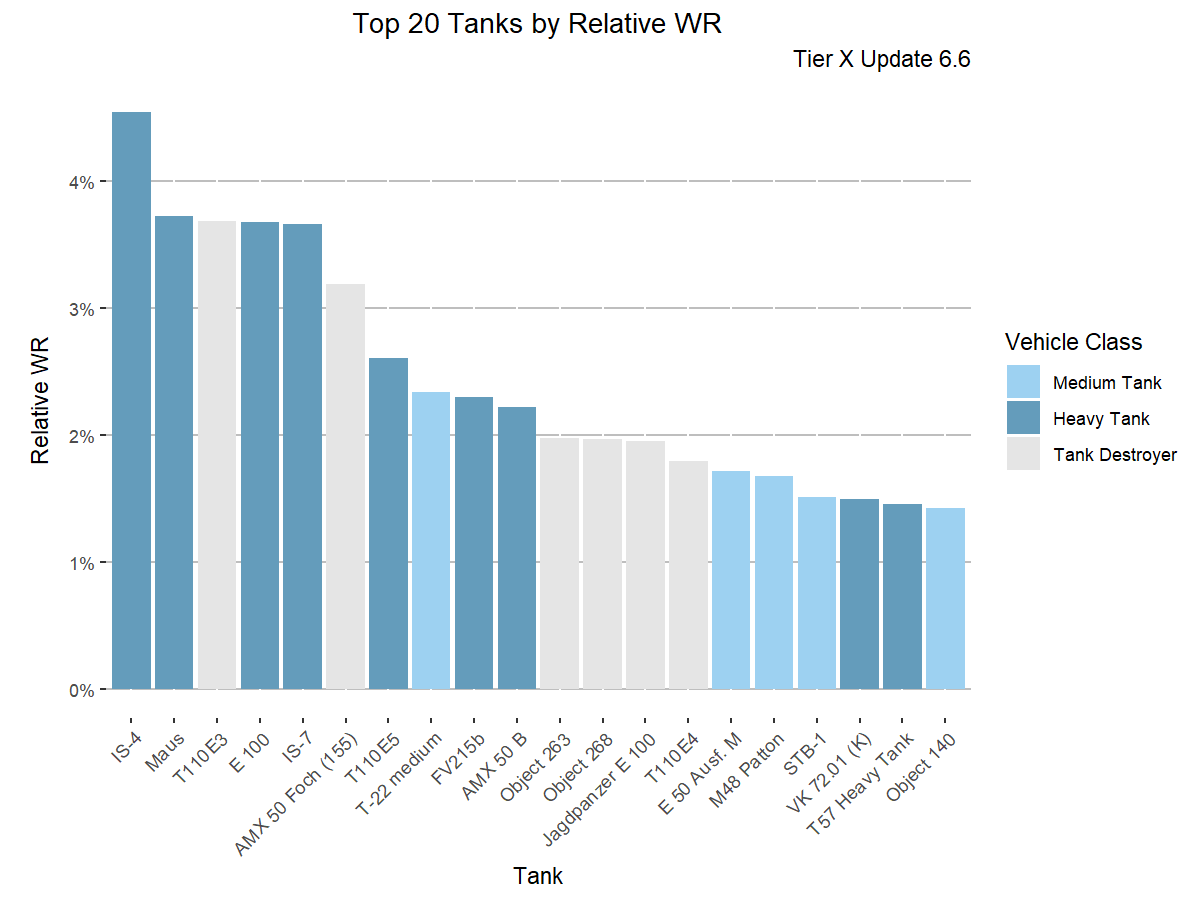 Top 20 Tanks by Relative WR
Tier X Update 6.6
4%
3%
2%
1%
0%
Relative WR
IS-4
Maus
T110E3
E 100
IS-7
AMX 50 Foch (155)
T110E5
T-22 medium
FV215b
AMX 50 B
Object 263
Object 268
Jagdpanzer E 100
T110E4
E 50 Ausf. M
M48 Patton
STB-1
VK 72.01 (K)
T57 Heavy Tank
Object 140
Tank
Vehicle Class
Medium Tank
Heavy Tank
Tank Destroyer